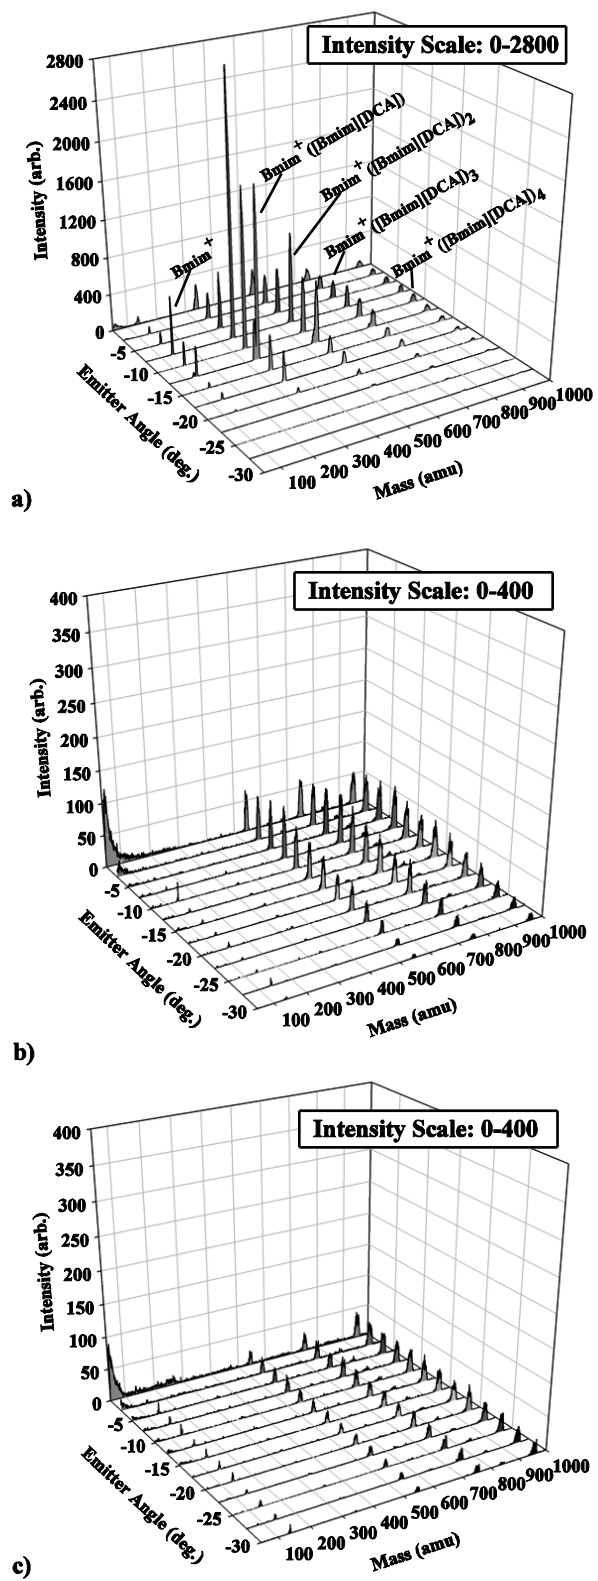 Intensity Scale: 0-2800
2800
2400
2000
1600
1200
800
400
0
Intensity (arb.)
Bmim+
Bmim+([Bmim][DCA])
Bmim+([Bmim][DCA])2
Bmim+([Bmim][DCA])3
Bmim+([Bmim][DCA])4
-5
-10
-15
-20
-25
-30
Emitter Angle (deg.)
100 200 300 400 500 600 700 800 900 1000
Mass (amu)
a)
Intensity Scale: 0-400
400
350
300
250
200
150
100
50
0
Intensity (arb.)
-5
-10
-15
-20
-25
-30
Emitter Angle (deg.)
100 200 300 400 500 600 700 800 900 1000
Mass (amu)
b)
Intensity Scale: 0-400
400
350
300
250
200
150
100
50
0
Intensity (arb.)
-5
-10
-15
-20
-25
-30
Emitter Angle (deg.)
100 200 300 400 500 600 700 800 900 1000
Mass (amu)
c)